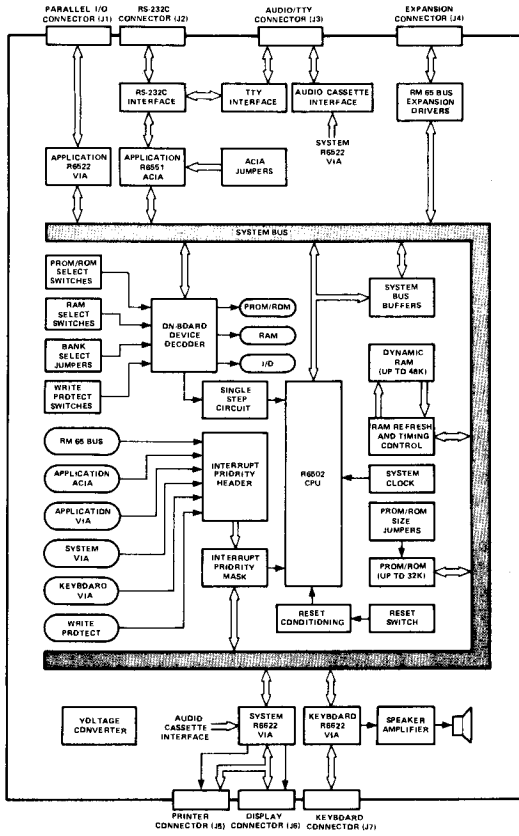 PARALLEL I/O
CONNECTOR (J1)
RS-232C
CONNECTOR (J2)
AUDIO/TTY
CONNECTOR (J3)
EXPANSION
CONNECTOR (J4)
RS-232C
INTERFACE
TTY
INTERFACE
AUDIO CASSETTE
INTERFACE
RM 65 BUS
EXPANSION
DRIVERS
SYSTEM
R6522
VIA
APPLICATION
R6522
VIA
APPLICATION
R6551
ACIA
ACIA
JUMPERS
SYSTEM BUS
PROM/ROM
SELECT
SWITCHES
RAM
SELECT
SWITCHES
BANK
SELECT
JUMPERS
WRITE
PROTECT
SWITCHES
ON-BOARD
DEVICE
DECODER
PROM/ROM
RAM
I/O
SYSTEM
BUS
BUFFERS
DYNAMIC
RAM
(UP TO 48K)
SINGLE
STEP
CIRCUIT
RAM REFRESH
AND TIMING
CONTROL
RM 65 BUS
APPLICATION
ACIA
APPLICATION
VIA
SYSTEM
VIA
KEYBOARD
VIA
WRITE
PROTECT
INTERRUPT
PRIORITY
HEADER
R6502
CPU
SYSTEM
CLOCK
PROM/ROM
SIZE
JUMPERS
INTERRUPT
PRIORITY
MASK
PROM/ROM
(UP TO 32K)
RESET
CONDITIONING
RESET
SWITCH
VOLTAGE
CONVERTER
AUDIO
CASSETTE
INTERFACE
SYSTEM
R6522
VIA
KEYBOARD
R6522
VIA
SPEAKER
AMPLIFIER
PRINTER
CONNECTOR (J5)
DISPLAY
CONNECTOR (J6)
KEYBOARD
CONNECTOR (J7)